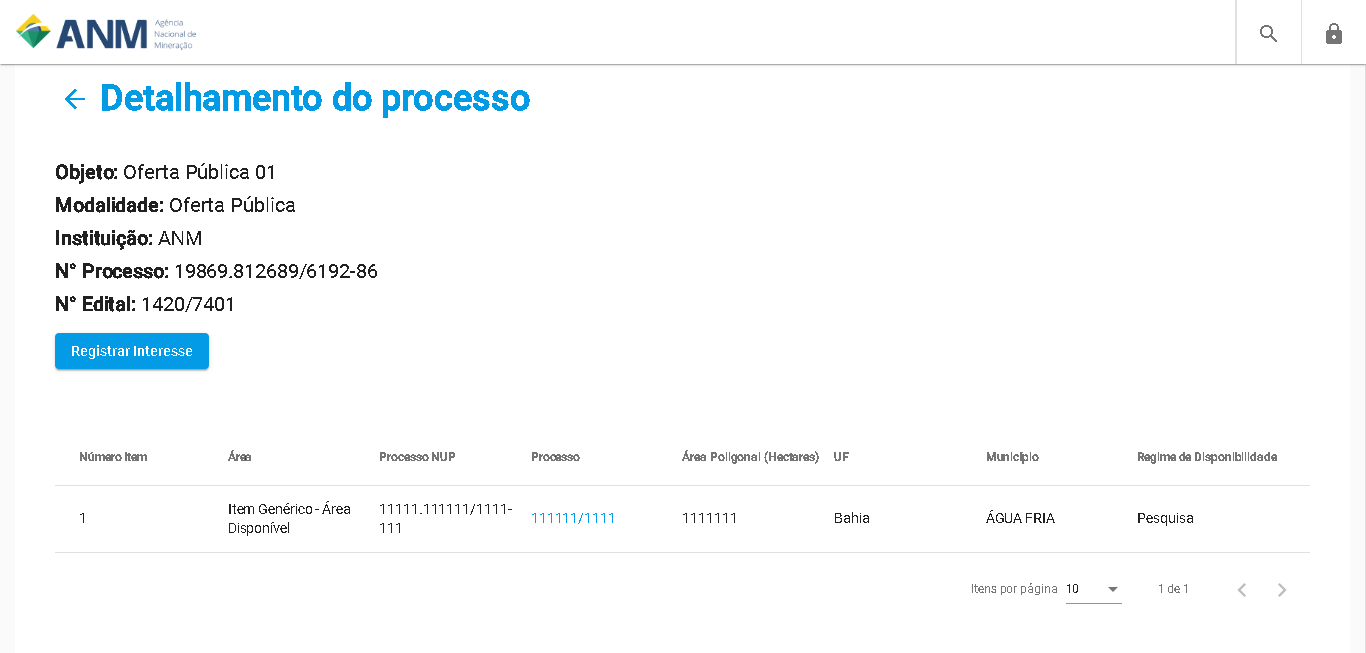 ANM
Agência
Nacional de
Mineração
Detalhamento do processo
Objeto: Oferta Pública 01
Modalidade: Oferta Pública
Instituição: ANM
N° Processo: 19869.812689/6192-86
N° Edital: 1420/7401
Registrar Interesse
Número Item Área Processo NUP Processo Área Poligonal (Hectares) UF Município Regime de Disponibilidade
1 Item Genérico - Área Disponível 11111.111111/1111-111 111111/1111 1111111 Bahia ÁGUA FRIA Pesquisa
Itens por página 10 1 de 1